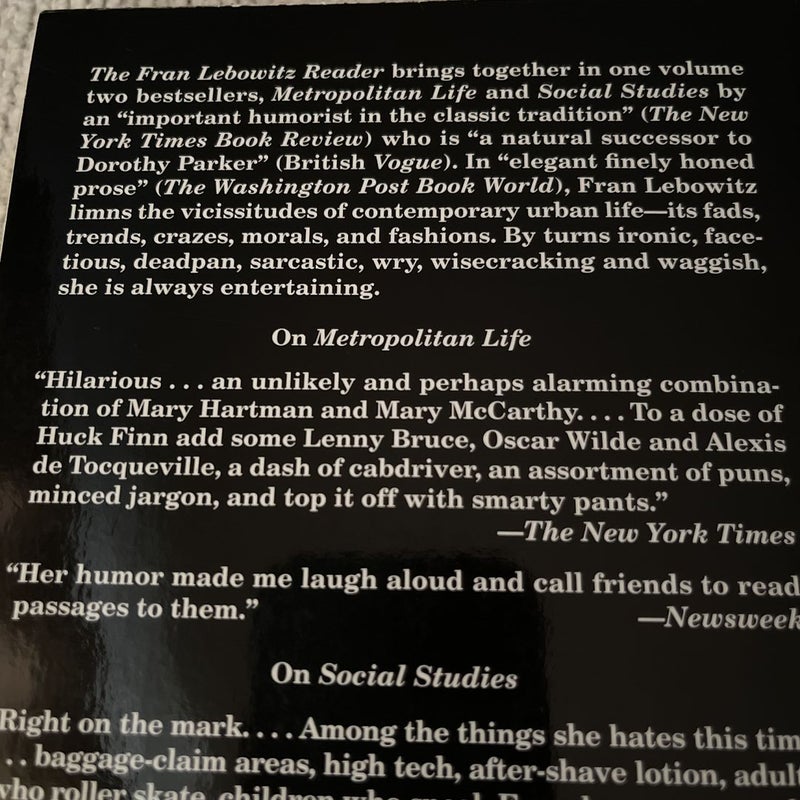 The Fran Lebowitz Reader brings together in one volume
two bestsellers, Metropolitan Life and Social Studies by
an “important humorist in the classic tradition” (The New
York Times Book Review) who is “a natural successor to
Dorothy Parker” (British Vogue). In “elegant finely honed
prose” (The Washington Post Book World), Fran Lebowitz
limns the vicissitudes of contemporary urban life—its fads,
trends, crazes, morals, and fashions. By turns ironic, face-
tious, deadpan, sarcastic, wry, wisecracking and waggish,
she is always entertaining.
On Metropolitan Life
“Hilarious . . . an unlikely and perhaps alarming combina-
tion of Mary Hartman and Mary McCarthy. . . . To a dose of
Huck Finn add some Lenny Bruce, Oscar Wilde and Alexis
de Tocqueville, a dash of cabdriver, an assortment of puns,
minced jargon, and top it off with smarty pants.”
—The New York Times
“Her humor made me laugh aloud and call friends to read
passages to them.” —Newsweek
On Social Studies
Right on the mark. . . . Among the things she hates this tim
. . baggage-claim areas, high tech, after-shave lotion, adult
who roller skate, children who